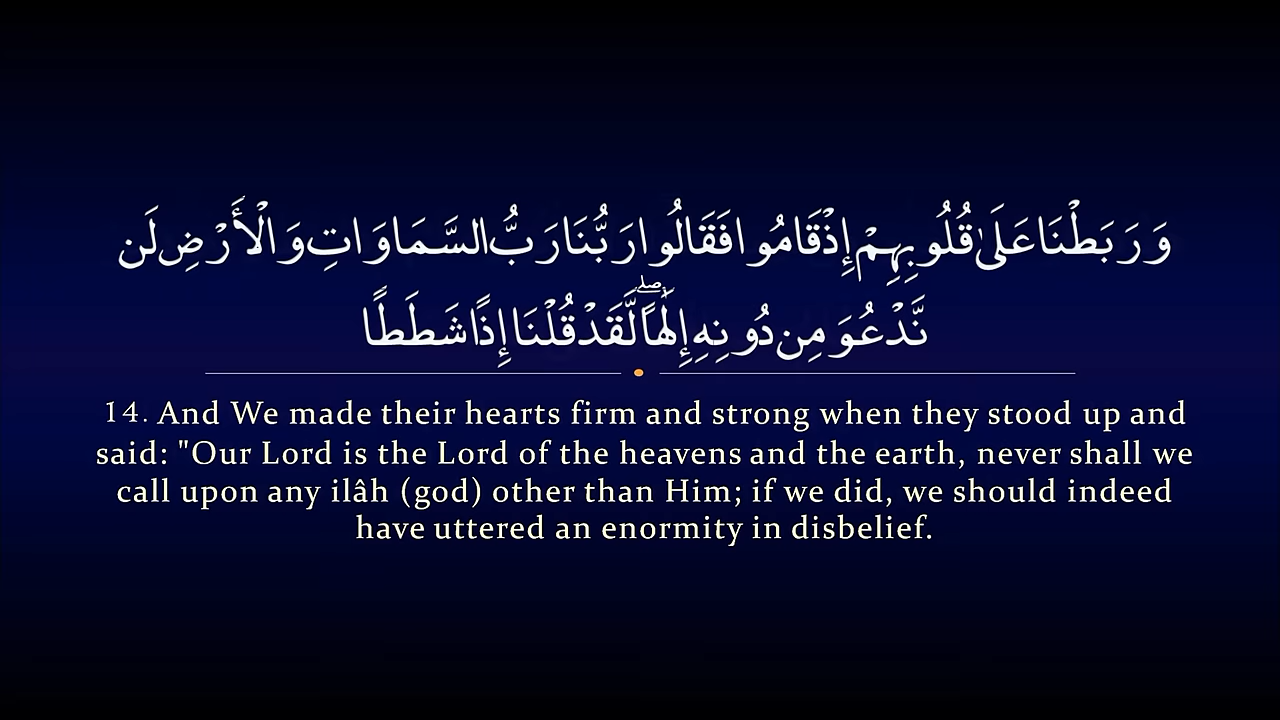 وَرَبَطْنَا عَلَىٰ قُلُوبِهِمْ إِذْ قَامُوا فَقَالُوا رَبُّنَا رَبُّ السَّمَاوَاتِ وَالْأَرْضِ لَن
نَّدْعُوَ مِن دُونِهِ إِلَٰهًا ۖ لَّقَدْ قُلْنَا إِذًا شَطَطًا
14. And We made their hearts firm and strong when they stood up and
said: "Our Lord is the Lord of the heavens and the earth, never shall we
call upon any ilâh (god) other than Him; if we did, we should indeed
have uttered an enormity in disbelief.